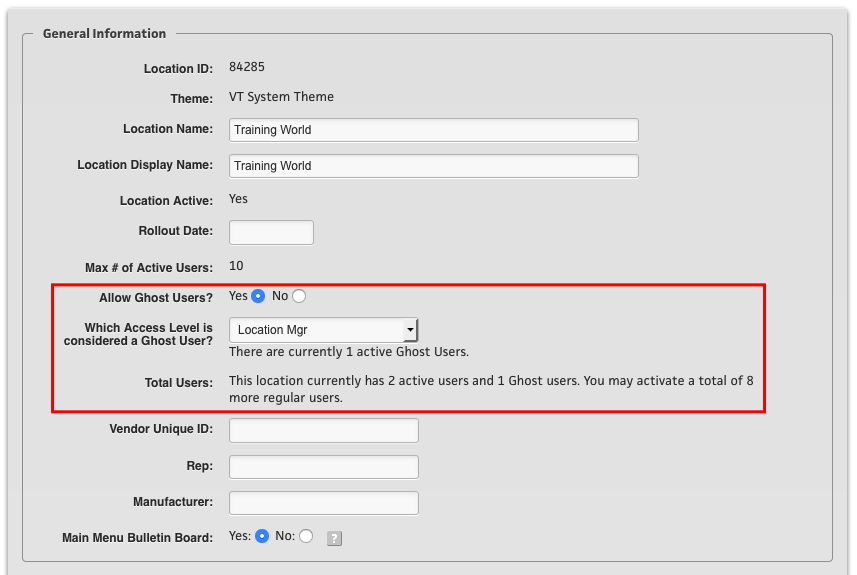 General Information
Location ID: 84285
Theme: VT System Theme
Location Name: Training World
Location Display Name: Training World
Location Active: Yes
Rollout Date:
Max # of Active Users: 10
Allow Ghost Users? Yes No
Which Access Level is
considered a Ghost User? Location Mgr
There are currently 1 active Ghost Users.
Total Users: This location currently has 2 active users and 1 Ghost users. You may activate a total of 8
more regular users.
Vendor Unique ID:
Rep:
Manufacturer:
Main Menu Bulletin Board: Yes: No: ?